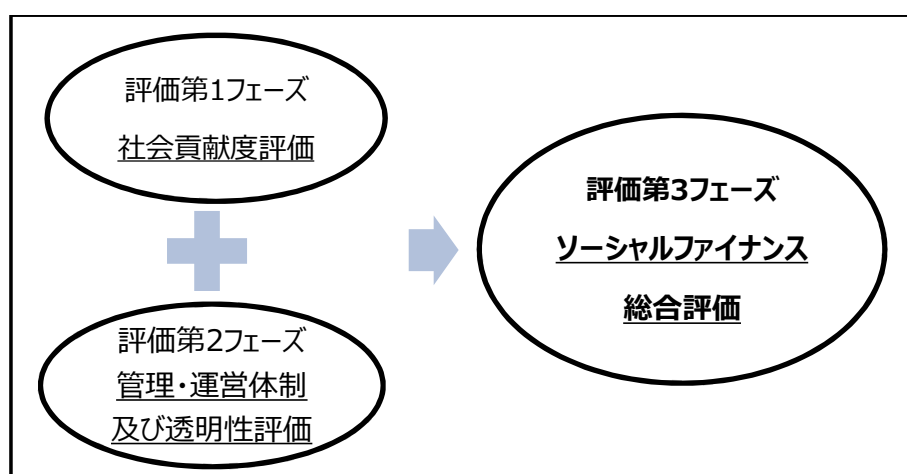 評価第1フェーズ
社会貢献度評価
評価第2フェーズ
管理・運営体制
及び透明性評価
評価第3フェーズ
ソーシャルファイナンス
総合評価